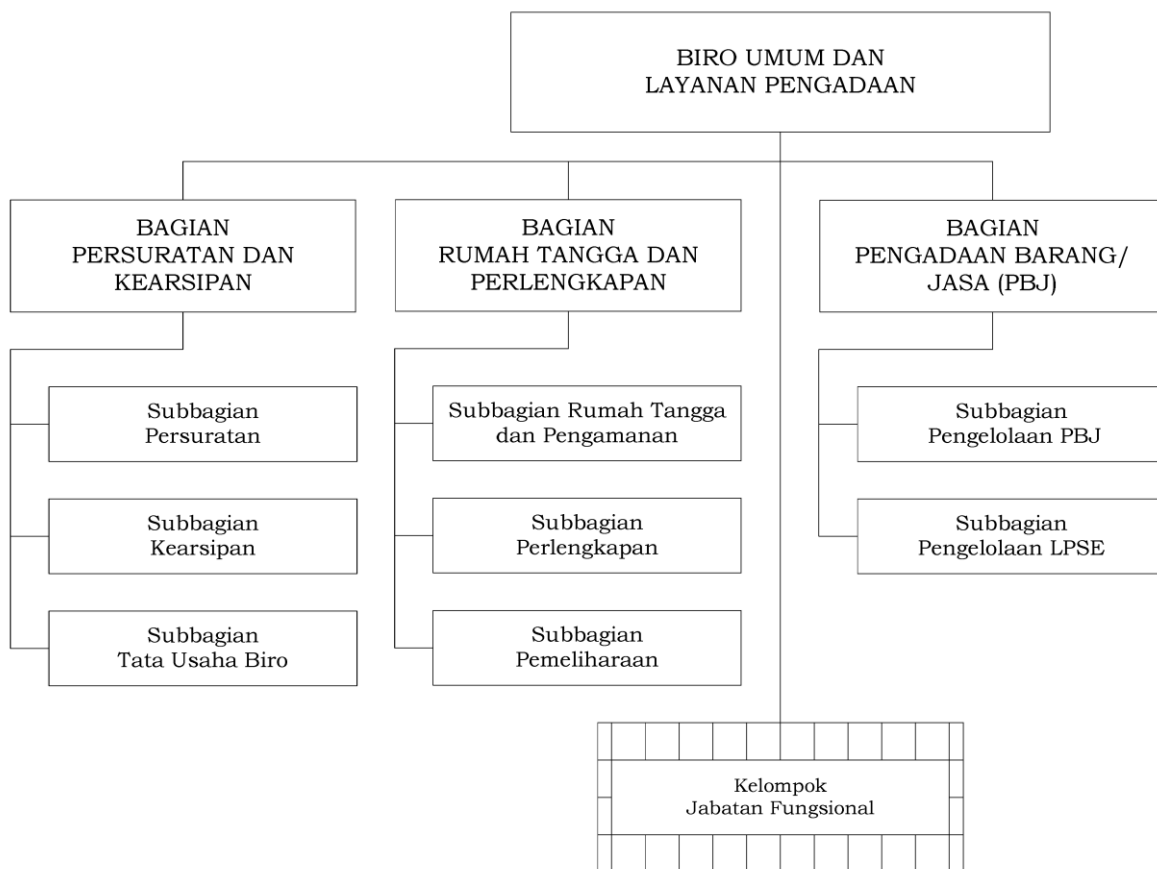 BIRO UMUM DAN
LAYANAN PENGADAAN
BAGIAN
PERSURATAN DAN
KEARSIPAN
BAGIAN
RUMAH TANGGA DAN
PERLENGKAPAN
BAGIAN
PENGADAAN BARANG/
JASA (PBJ)
Subbagian
Persuratan
Subbagian Rumah Tangga
dan Pengamanan
Subbagian
Pengelolaan PBJ
Subbagian
Kearsipan
Subbagian
Perlengkapan
Subbagian
Pengelolaan LPSE
Subbagian
Tata Usaha Biro
Subbagian
Pemeliharaan
Kelompok
Jabatan Fungsional